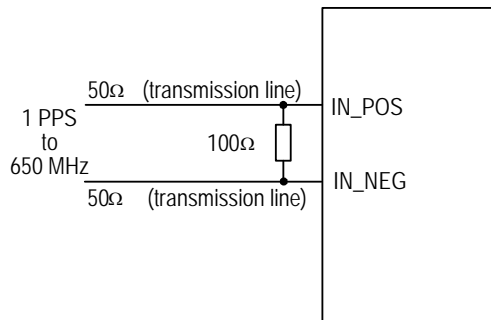 50Ω (transmission line)
IN_POS
1 PPS
to
650 MHz
100Ω
IN_NEG
50Ω (transmission line)